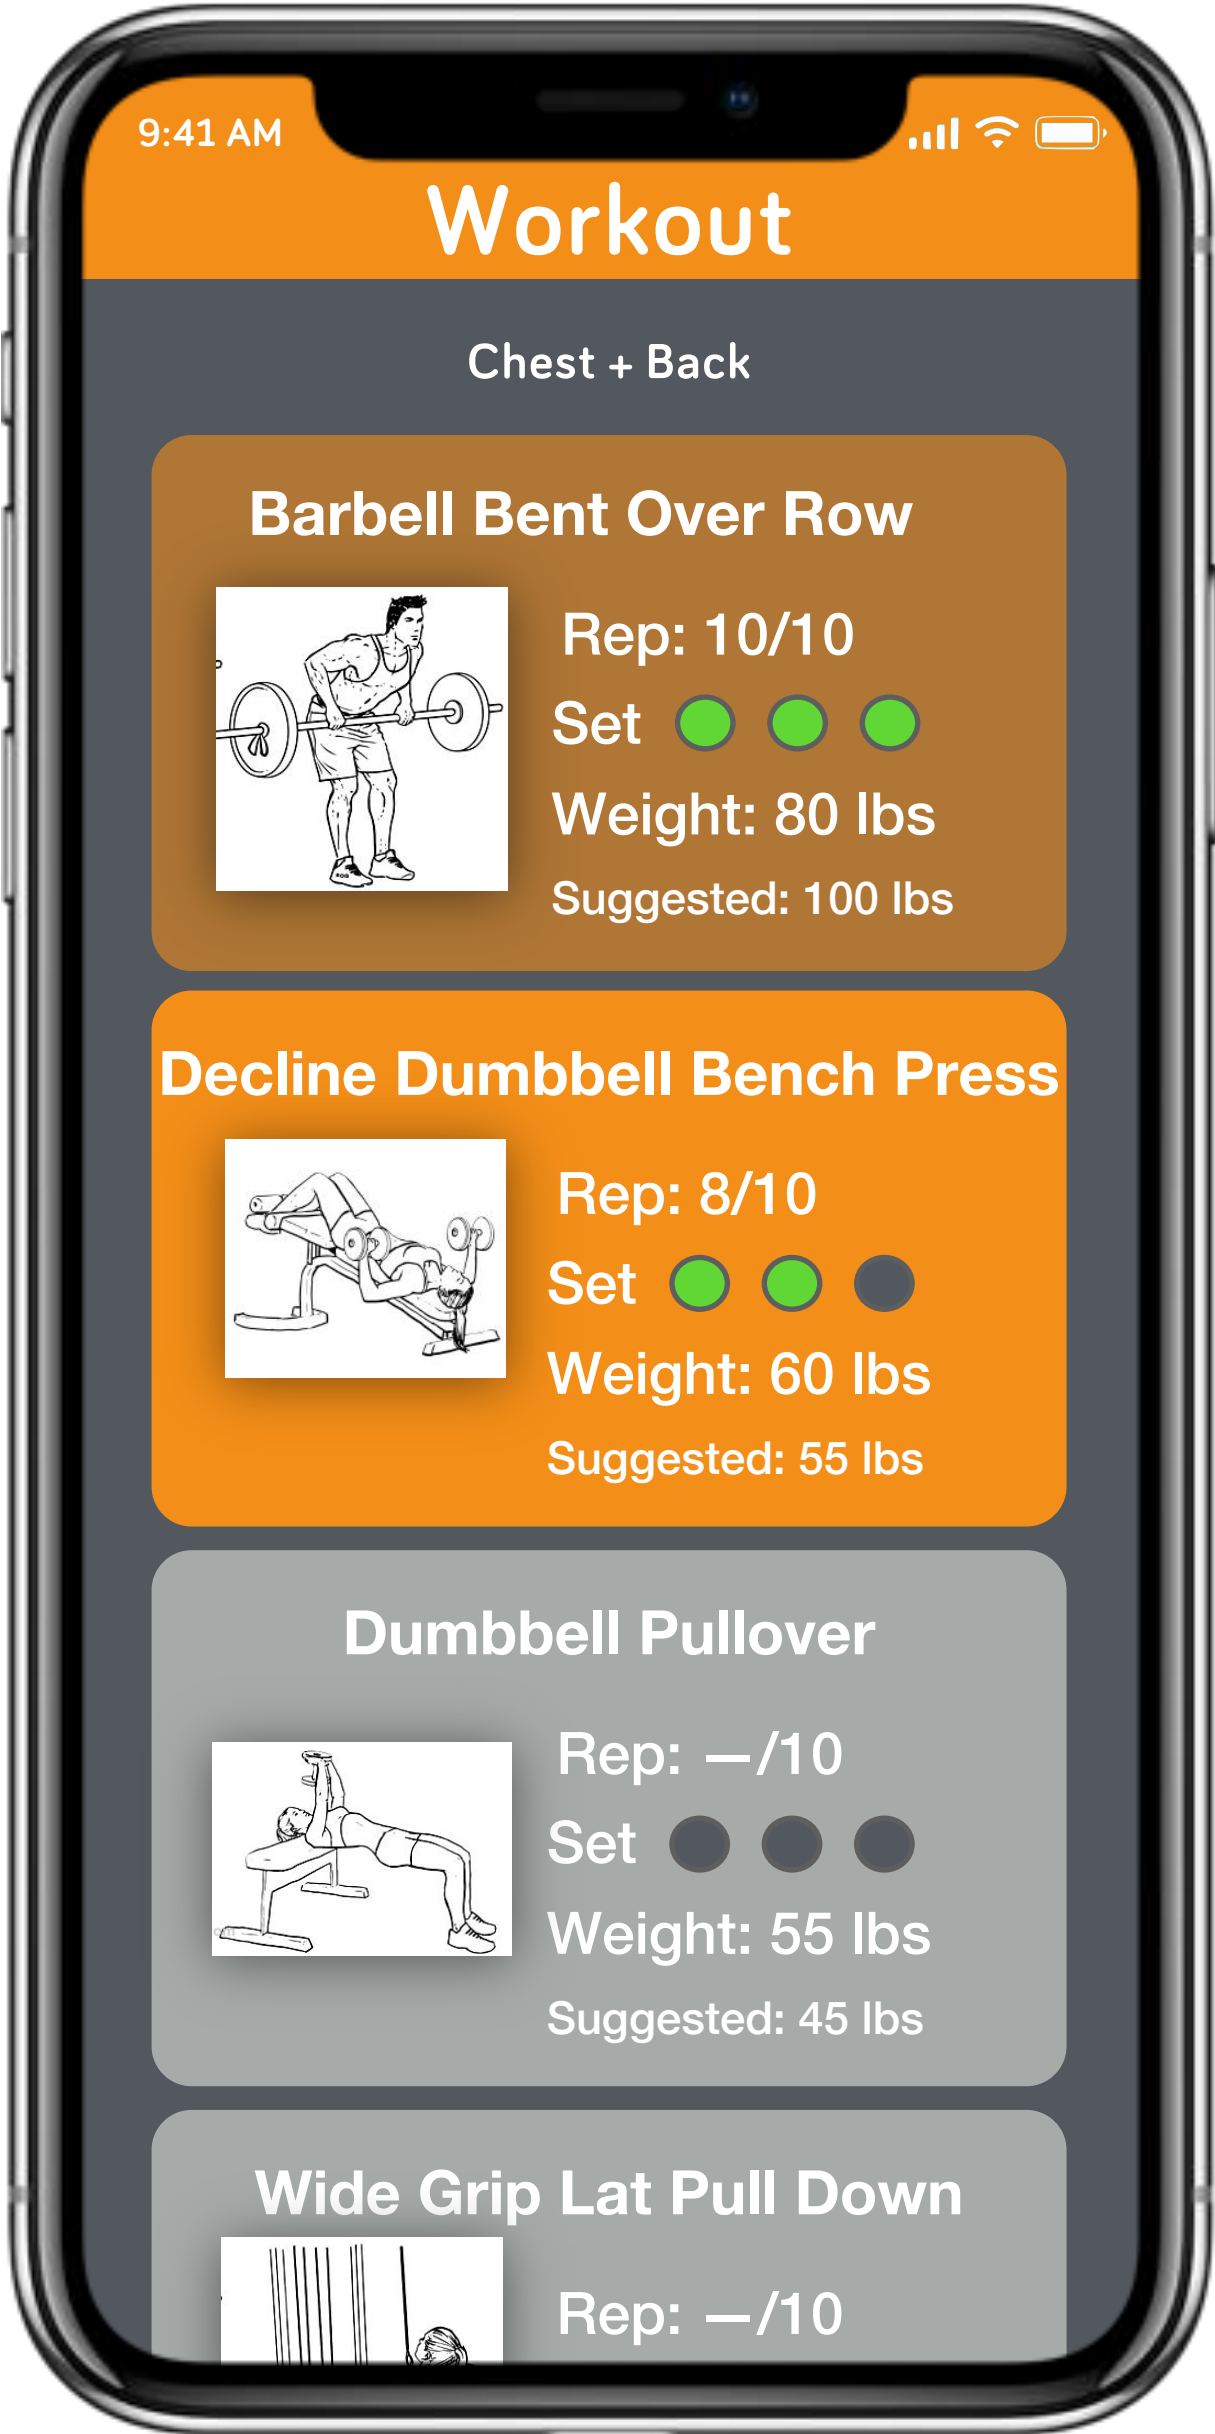 9:41 AM
Workout
Chest + Back
Barbell Bent Over Row
Rep: 10/10
Set
Weight: 80 lbs
Suggested: 100 lbs
Decline Dumbbell Bench Press
Rep: 8/10
Set
Weight: 60 lbs
Suggested: 55 lbs
Dumbbell Pullover
Rep: —/10
Set
Weight: 55 lbs
Suggested: 45 lbs
Wide Grip Lat Pull Down
Rep: —/10